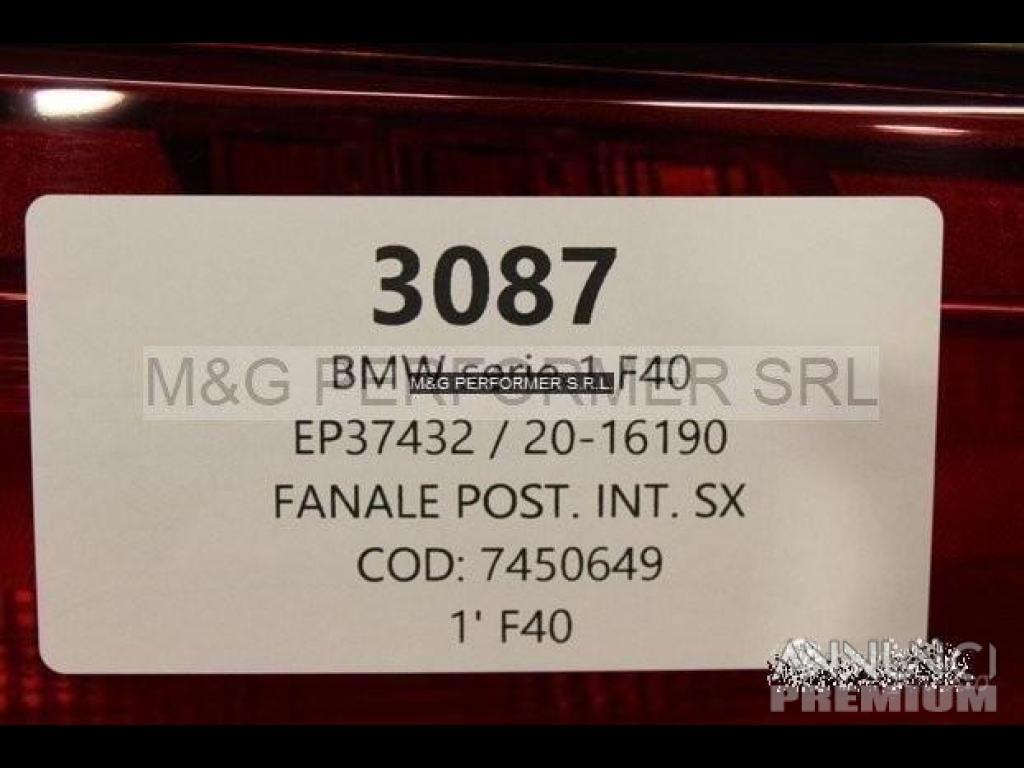 3087
BMW serie 1 F40
M&G PERFORMER SRL
M&G PERFORMER S.R.L.
EP37432 / 20-16190
FANALE POST. INT. SX
COD: 7450649
1' F40
ANNUNCI
PREMIUM